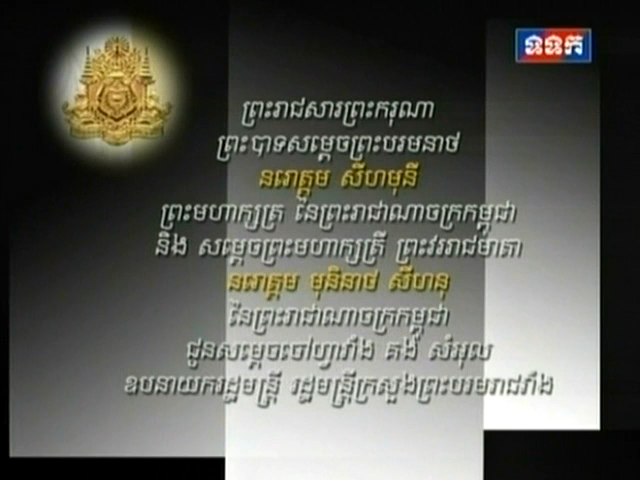 ទទក
ព្រះរាជសារព្រះករុណា
ព្រះបាទសម្តេចព្រះបរមនាថ
នរោត្តម សីហមុនី
ព្រះមហាក្សត្រ នៃព្រះរាជាណាចក្រកម្ពុជា
និង សម្តេចព្រះមហាក្សត្រី ព្រះវររាជមាតា
នរោត្តម មុនិនាថ សីហនុ
នៃព្រះរាជាណាចក្រកម្ពុជា
ជូនសម្តេចចៅហ្វាវាំង គង់ សំអុល
ឧបនាយករដ្ឋមន្ត្រី រដ្ឋមន្ត្រីក្រសួងព្រះបរមរាជវាំង